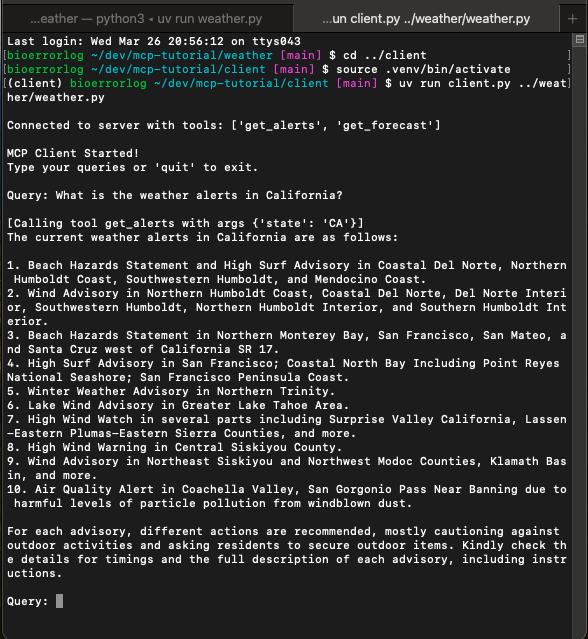 ...eather — python3 ◂ uv run weather.py
...un client.py ../weather/weather.py
+
Last login: Wed Mar 26 20:56:12 on ttys043
[bioerrorlog ~/dev/mcp-tutorial/weather [main] $ cd ../client ]
[bioerrorlog ~/dev/mcp-tutorial/client [main] $ source .venv/bin/activate ]
[(client) bioerrorlog ~/dev/mcp-tutorial/client [main] $ uv run client.py ../weat]
her/weather.py
Connected to server with tools: ['get_alerts', 'get_forecast']
MCP Client Started!
Type your queries or 'quit' to exit.
Query: What is the weather alerts in California?
[Calling tool get_alerts with args {'state': 'CA'}]
The current weather alerts in California are as follows:
1. Beach Hazards Statement and High Surf Advisory in Coastal Del Norte, Northern
Humboldt Coast, Southwestern Humboldt, and Mendocino Coast.
2. Wind Advisory in Northern Humboldt Coast, Coastal Del Norte, Del Norte Interi
or, Southwestern Humboldt, Northern Humboldt Interior, and Southern Humboldt Int
erior.
3. Beach Hazards Statement in Northern Monterey Bay, San Francisco, San Mateo, a
nd Santa Cruz west of California SR 17.
4. High Surf Advisory in San Francisco; Coastal North Bay Including Point Reyes
National Seashore; San Francisco Peninsula Coast.
5. Winter Weather Advisory in Northern Trinity.
6. Lake Wind Advisory in Greater Lake Tahoe Area.
7. High Wind Watch in several parts including Surprise Valley California, Lassen
-Eastern Plumas-Eastern Sierra Counties, and more.
8. High Wind Warning in Central Siskiyou County.
9. Wind Advisory in Northeast Siskiyou and Northwest Modoc Counties, Klamath Bas
in, and more.
10. Air Quality Alert in Coachella Valley, San Gorgonio Pass Near Banning due to
harmful levels of particle pollution from windblown dust.
For each advisory, different actions are recommended, mostly cautioning against
outdoor activities and asking residents to secure outdoor items. Kindly check th
e details for timings and the full description of each advisory, including instr
uctions.
Query: